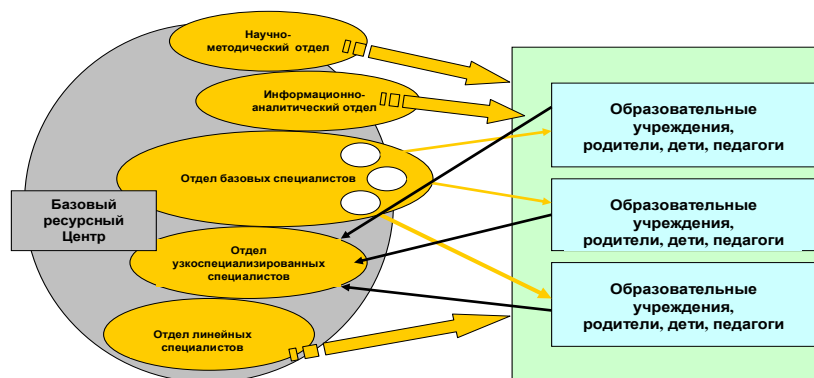 Научно-
методический отдел
Информационно-
аналитический отдел
Отдел базовых специалистов
Базовый
ресурсный
Центр
Отдел
узкоспециализированных
специалистов
Отдел линейных
специалистов
Образовательные
учреждения,
родители, дети, педагоги
Образовательные
учреждения,
родители, дети, педагоги
Образовательные
учреждения,
родители, дети, педагоги